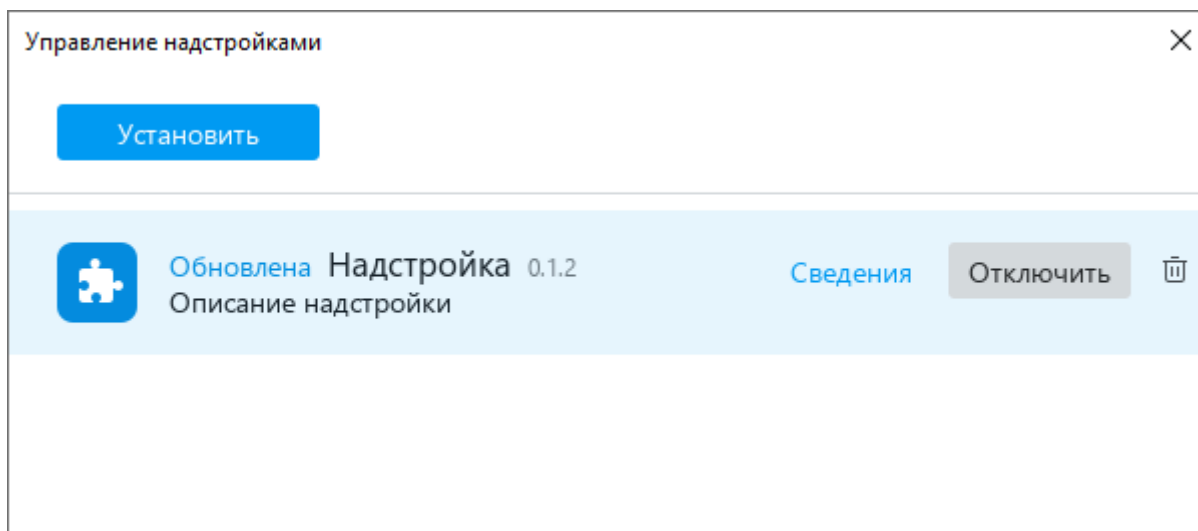 Управление надстройками
Установить
Обновлена Надстройка 0.1.2 Сведения Отключить
Описание надстройки